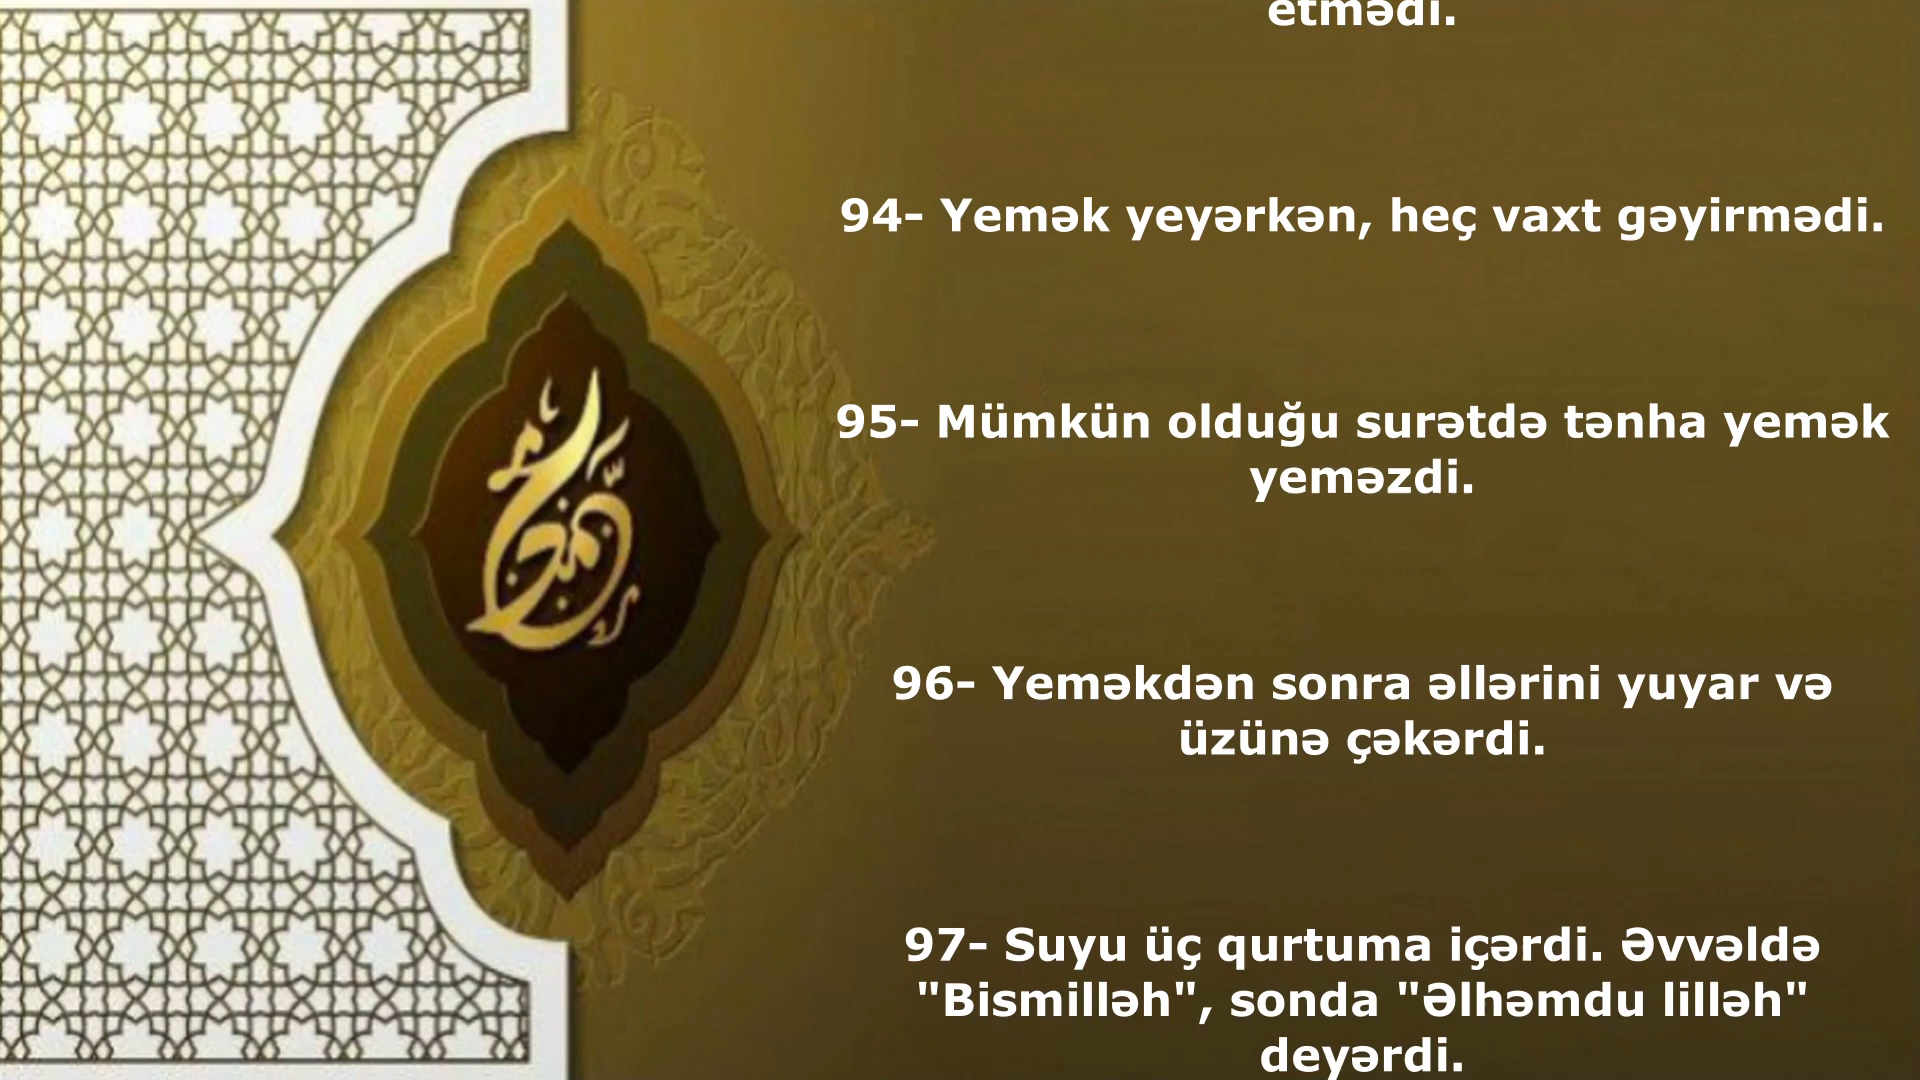 etmədi.
94- Yemək yeyərkən, heç vaxt gəyirmədi.
95- Mümkün olduğu surətdə tənha yemək
yeməzdi.
96- Yeməkdən sonra əllərini yuyar və
üzünə çəkərdi.
97- Suyu üç qurtuma içərdi. Əvvəldə
"Bismilləh", sonda "Əlhəmdu lilləh"
deyərdi.